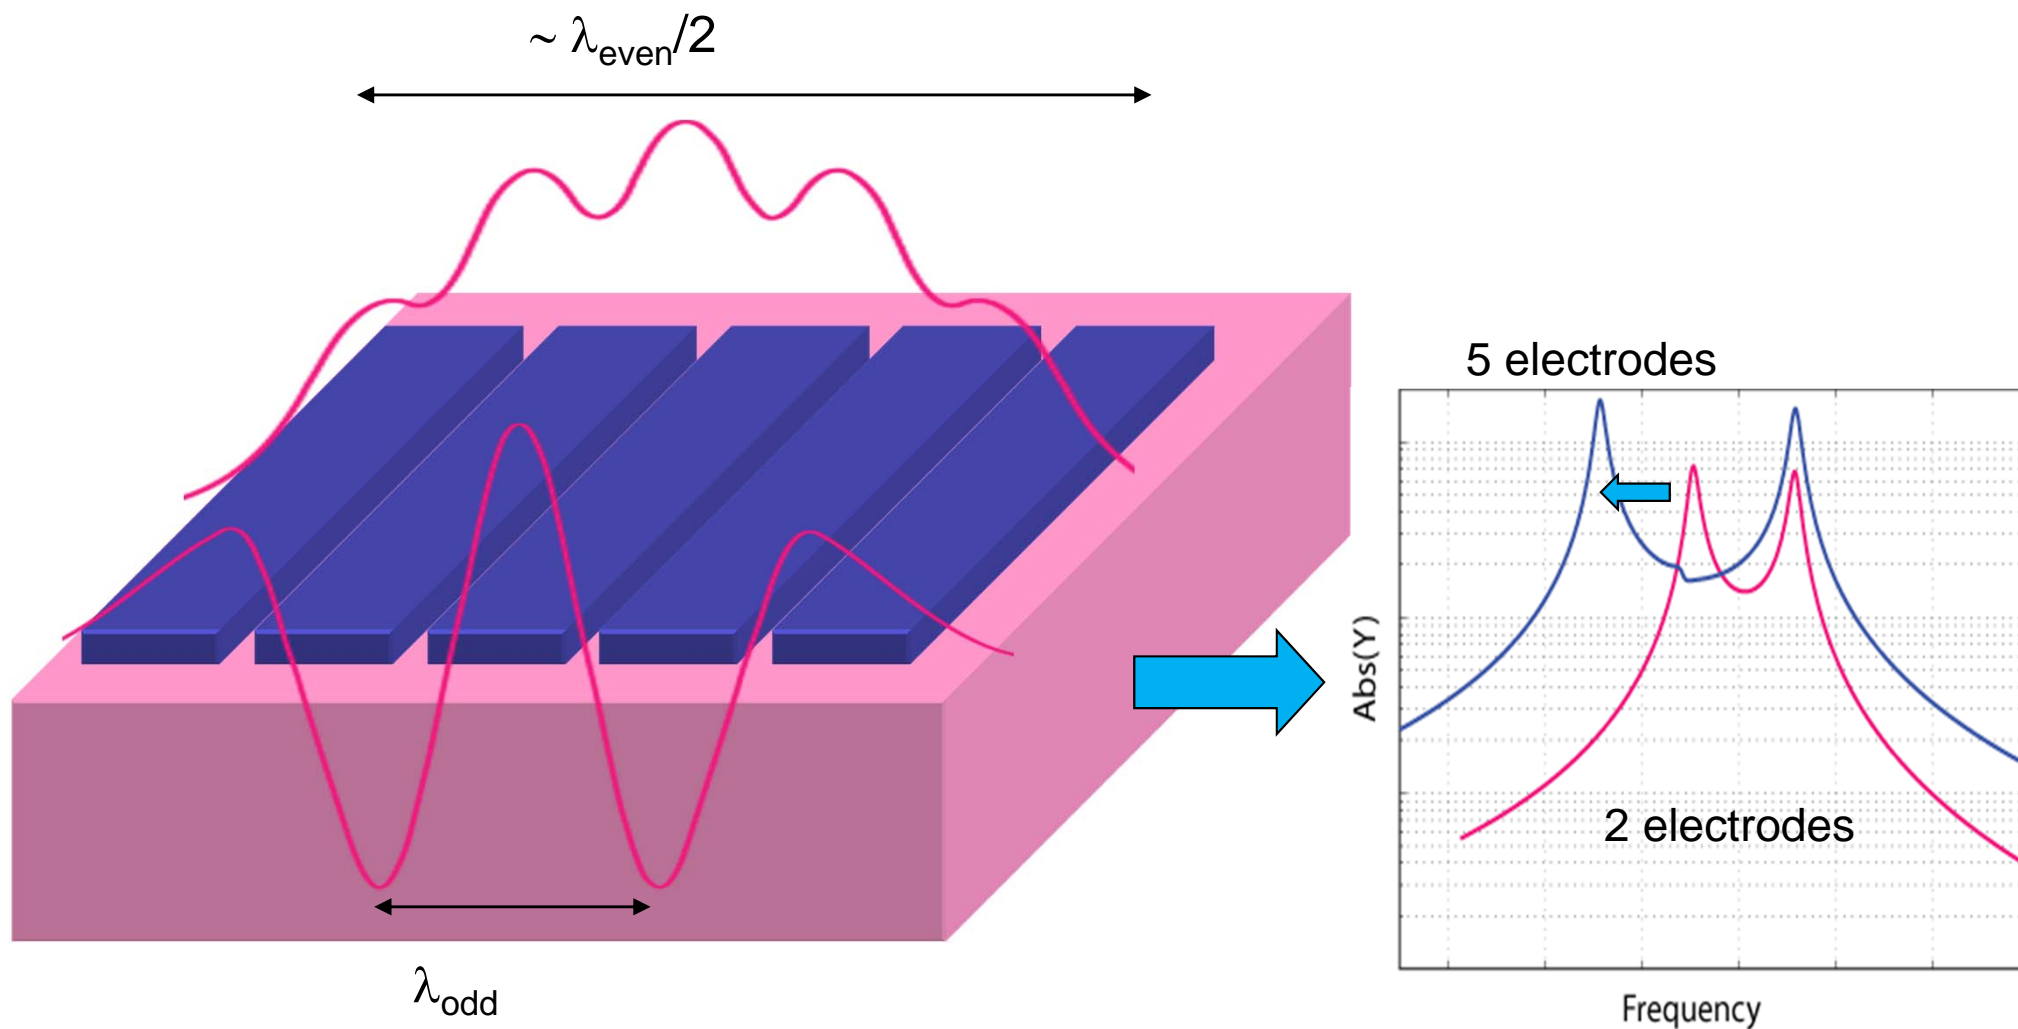 ~ λeven/2
5 electrodes
Abs(Y)
2 electrodes
λodd
Frequency